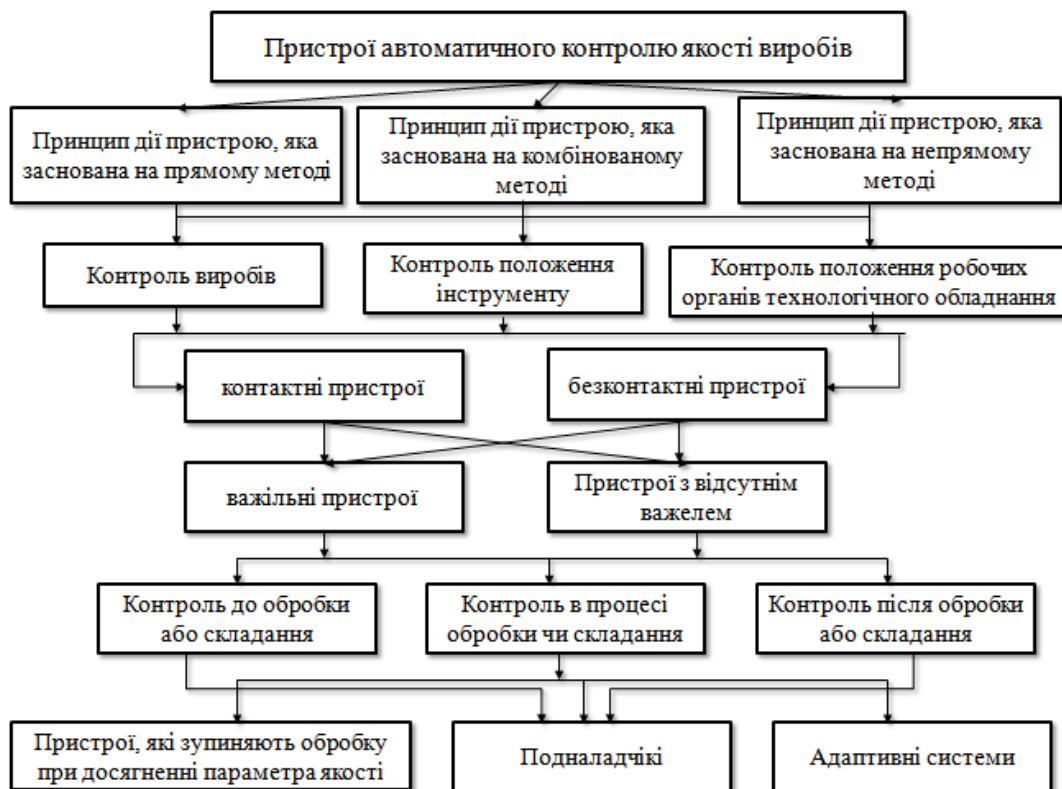 Пристрої автоматичного контролю якості виробів
Принцип дії пристрою, яка
заснована на прямому методі
Принцип дії пристрою, яка
заснована на комбінованому
методі
Принцип дії пристрою, яка
заснована на непрямому
методі
Контроль виробів
Контроль положення
інструменту
Контроль положення робочих
органів технологічного обладнання
контактні пристрої
безконтактні пристрої
важільні пристрої
Пристрої з відсутнім
важелем
Контроль до обробки
або складання
Контроль в процесі
обробки чи складання
Контроль після обробки
або складання
Пристрої, які зупиняють обробку
при досягненні параметра якості
Подналадчікі
Адаптивні системи